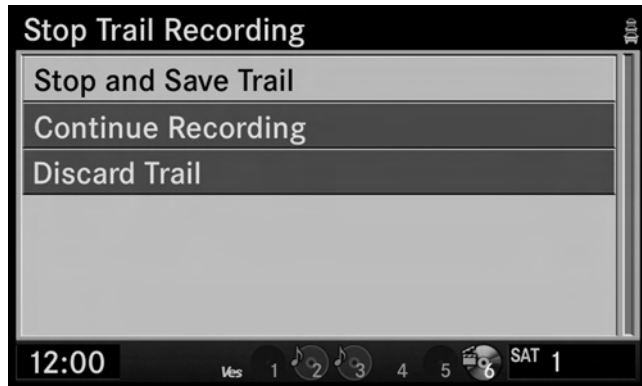 Stop Trail Recording
Stop and Save Trail
Continue Recording
Discard Trail
12:00 Ves 1 2 3 4 5 6 SAT 1